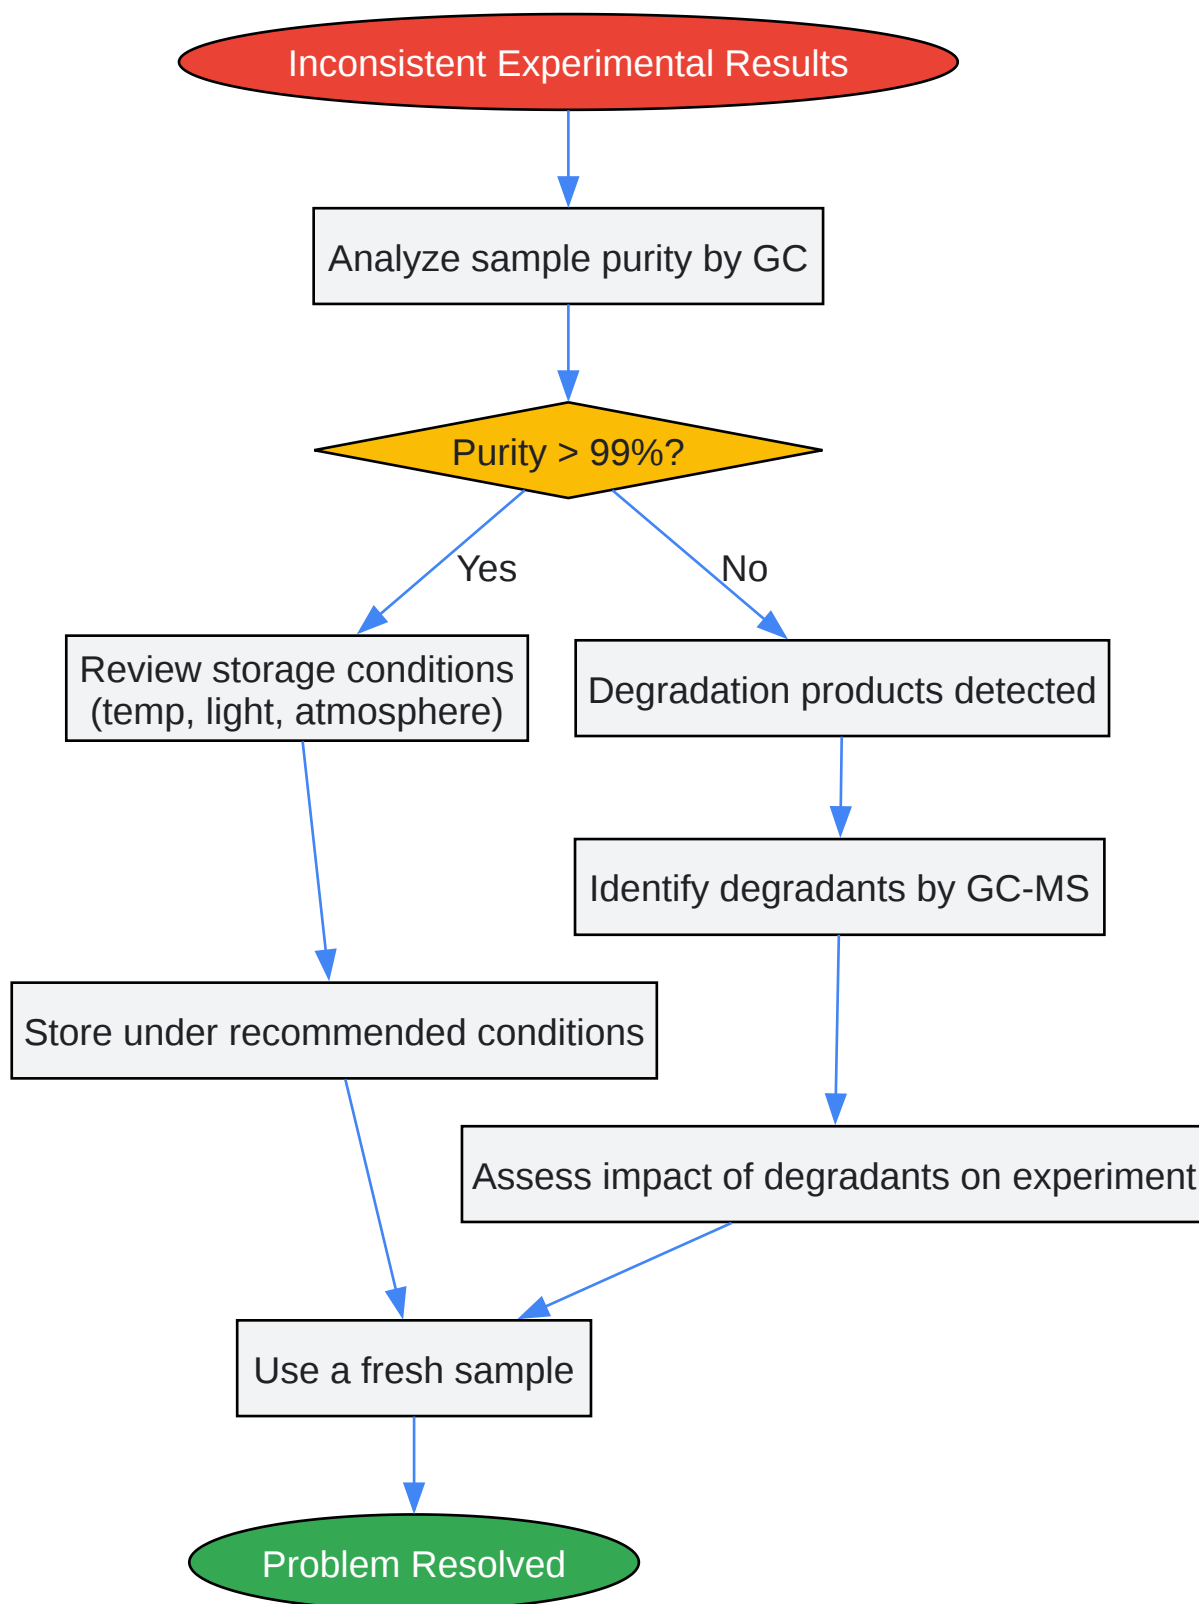 Inconsistent Experimental Results
Analyze sample purity by GC
Purity > 99%?
Yes
No
Review storage conditions
(temp, light, atmosphere)
Degradation products detected
Identify degradants by GC-MS
Store under recommended conditions
Assess impact of degradants on experiment
Use a fresh sample
Problem Resolved